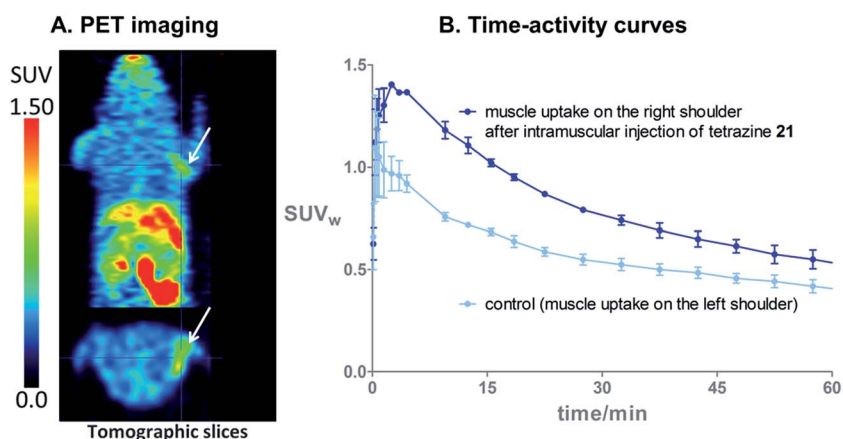 A. PET imaging
SUV
1.50
0.0
Tomographic slices
B. Time-activity curves
1.5
1.0
0.5
0.0
SUVw
muscle uptake on the right shoulder
after intramuscular injection of tetrazine 21
control (muscle uptake on the left shoulder)
0 15 30 45 60
time/min